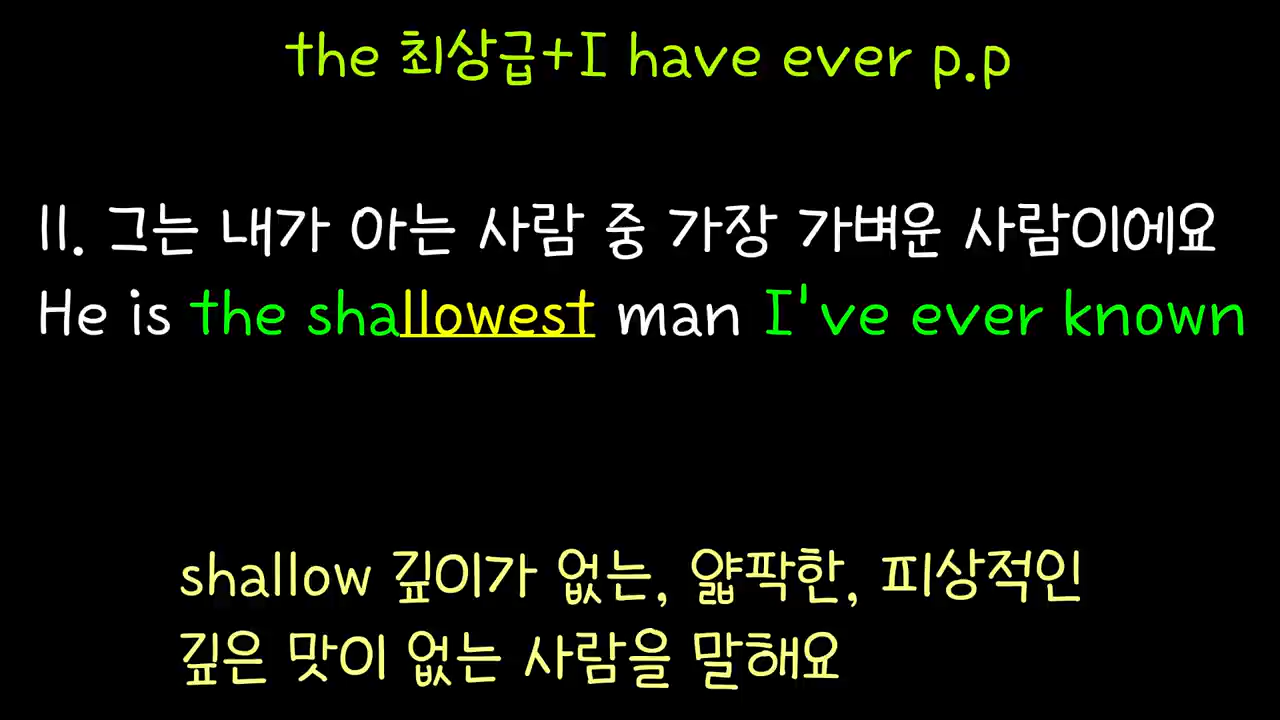 the 최상급+I have ever p.p
11. 그는 내가 아는 사람 중 가장 가벼운 사람이에요
He is the shallowest man I've ever known
shallow 깊이가 없는, 얇팍한, 피상적인
깊은 맛이 없는 사람을 말해요